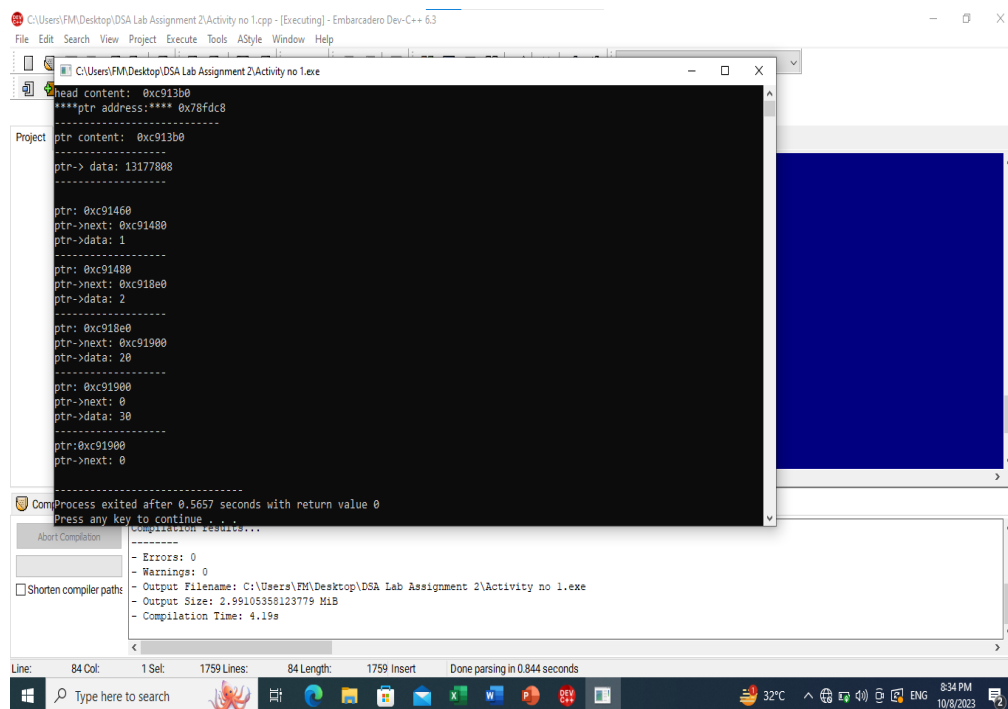 C:\Users\FM\Desktop\DSA Lab Assignment 2\Activity no 1.cpp - [Executing] - Embarcadero Dev-C++ 6.3
File Edit Search View Project Execute Tools AStyle Window Help
C:\Users\FM\Desktop\DSA Lab Assignment 2\Activity no 1.exe
head content:  0xc913b0
****ptr address:**** 0x78fdc8
---------------------------
Project
ptr content:  0xc913b0
-------------------
ptr-> data: 13177808
-------------------
ptr: 0xc91460
ptr->next: 0xc91480
ptr->data: 1
-------------------
ptr: 0xc91480
ptr->next: 0xc918e0
ptr->data: 2
-------------------
ptr: 0xc918e0
ptr->next: 0xc91900
ptr->data: 20
-------------------
ptr: 0xc91900
ptr->next: 0
ptr->data: 30
-------------------
ptr:0xc91900
ptr->next: 0
--------------------------------
Process exited after 0.5657 seconds with return value 0
Press any key to continue . . .
Comp
Abort Compilation
Shorten compiler paths
Compilation results...
--------
- Errors: 0
- Warnings: 0
- Output Filename: C:\Users\FM\Desktop\DSA Lab Assignment 2\Activity no 1.exe
- Output Size: 2.99105358123779 MiB
- Compilation Time: 4.19s
Line: 84 Col: 1 Sel: 1759 Lines: 84 Length: 1759 Insert Done parsing in 0.844 seconds
Type here to search
DEV C++
32°C
ENG
8:34 PM
10/8/2023
2